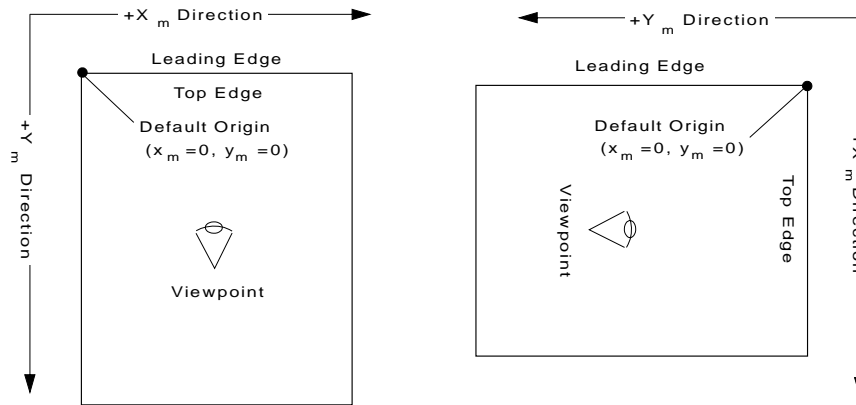 +X m Direction
Leading Edge
Top Edge
Default Origin
(x m =0, y m =0)
+Y m Direction
Viewpoint
+Y m Direction
Leading Edge
Default Origin
(x m =0, y m =0)
Top Edge
Viewpoint
X m Direction